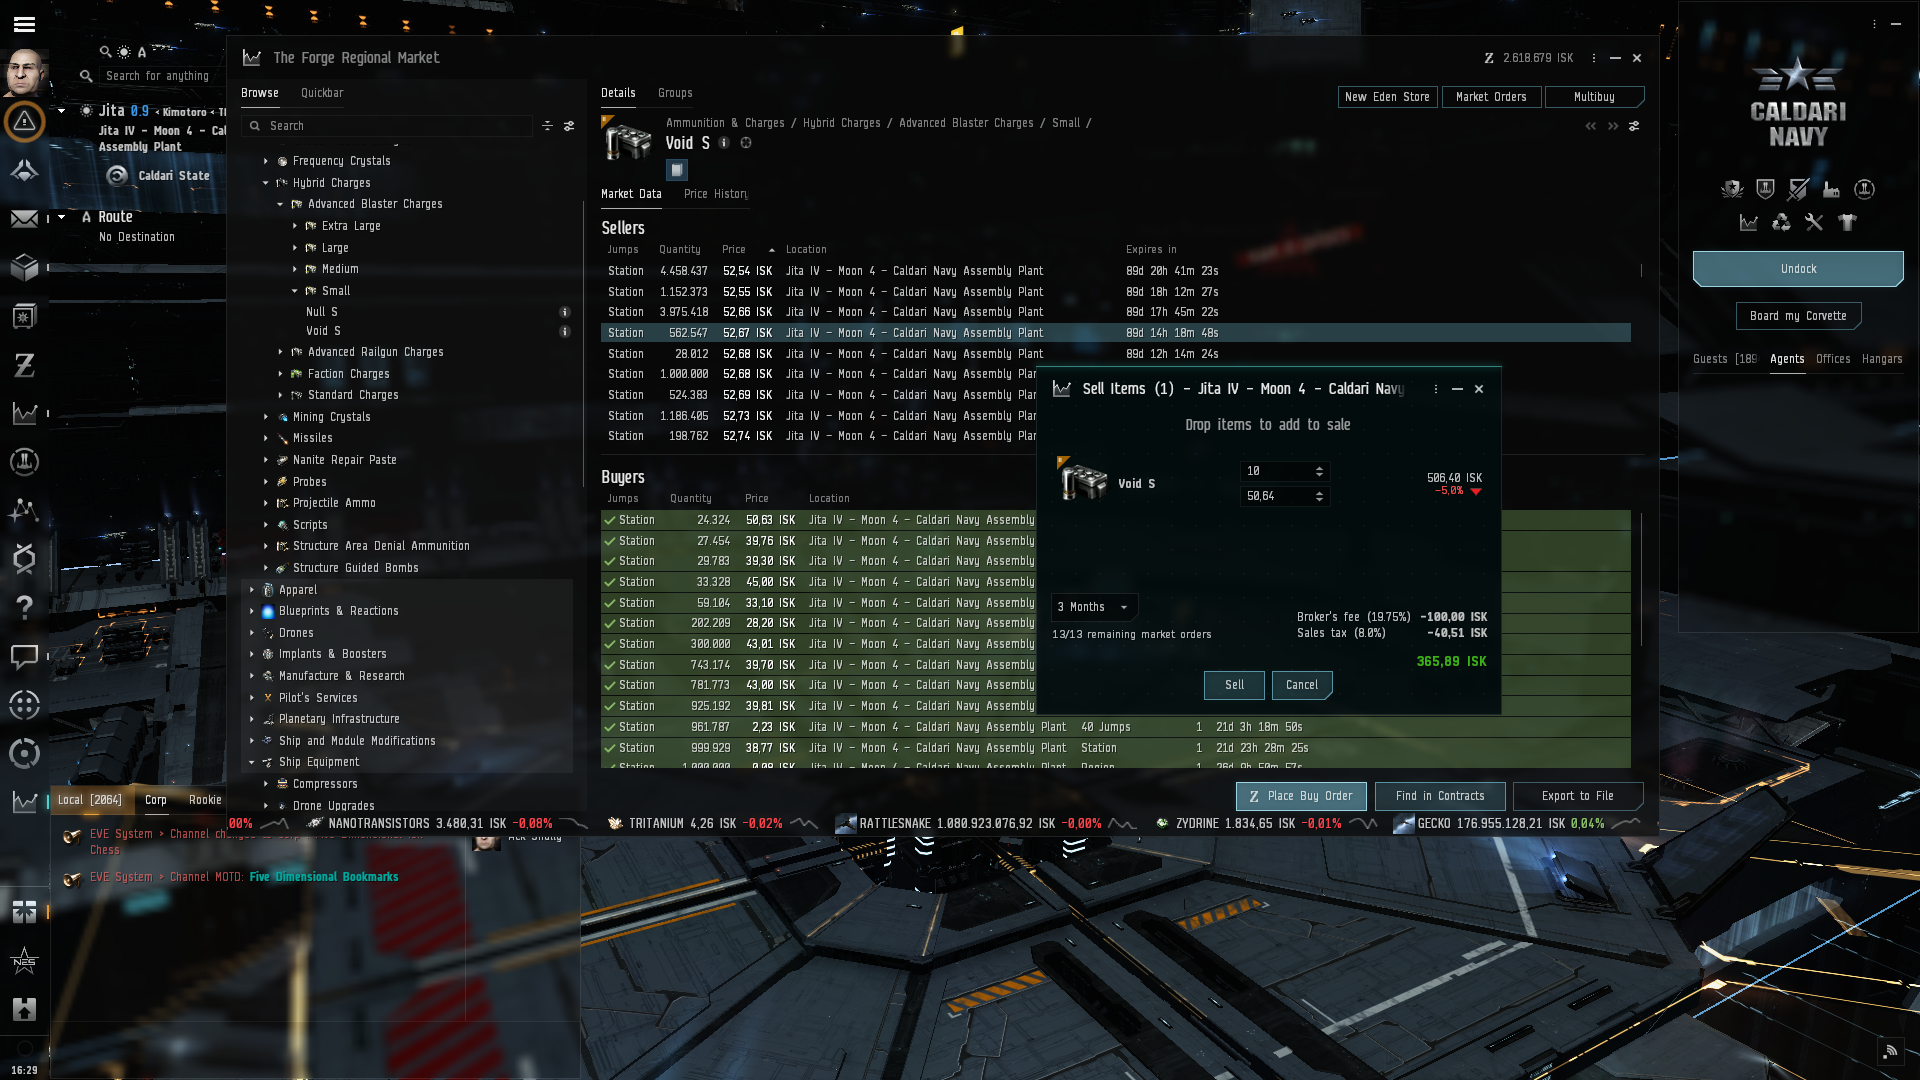 Search for anything
Jita 0.9 < Kimotoro <
Jita IV - Moon 4 - Cal
Assembly Plant
Caldari State
Route
No Destination
The Forge Regional Market
2.618.679 ISK
Browse Quickbar
Search
Frequency Crystals
Hybrid Charges
Advanced Blaster Charges
Extra Large
Large
Medium
Small
Null S
Void S
Advanced Railgun Charges
Faction Charges
Standard Charges
Mining Crystals
Missiles
Nanite Repair Paste
Probes
Projectile Ammo
Scripts
Structure Area Denial Ammunition
Structure Guided Bombs
Apparel
Blueprints & Reactions
Drones
Implants & Boosters
Manufacture & Research
Pilot's Services
Planetary Infrastructure
Ship and Module Modifications
Ship Equipment
Compressors
Drone Upgrades
Details Groups
New Eden Store Market Orders Multibuy
Ammunition & Charges / Hybrid Charges / Advanced Blaster Charges / Small /
Void S
Market Data Price History
Sellers
Jumps Quantity Price Location Expires in
Station 4.458.437 52,54 ISK Jita IV - Moon 4 - Caldari Navy Assembly Plant 89d 20h 41m 23s
Station 1.152.373 52,55 ISK Jita IV - Moon 4 - Caldari Navy Assembly Plant 89d 18h 12m 27s
Station 3.975.418 52,66 ISK Jita IV - Moon 4 - Caldari Navy Assembly Plant 89d 17h 45m 22s
Station 562.547 52,67 ISK Jita IV - Moon 4 - Caldari Navy Assembly Plant 89d 14h 18m 48s
Station 28.012 52,68 ISK Jita IV - Moon 4 - Caldari Navy Assembly Plant 89d 12h 14m 24s
Station 1.000.000 52,68 ISK Jita IV - Moon 4 - Caldari Navy Assembly Plan
Station 524.383 52,69 ISK Jita IV - Moon 4 - Caldari Navy Assembly Plan
Station 1.186.405 52,73 ISK Jita IV - Moon 4 - Caldari Navy Assembly Plan
Station 198.762 52,74 ISK Jita IV - Moon 4 - Caldari Navy Assembly Plan
Buyers
Jumps Quantity Price Location
Station 24.324 50,63 ISK Jita IV - Moon 4 - Caldari Navy Assembly
Station 27.454 39,76 ISK Jita IV - Moon 4 - Caldari Navy Assembly
Station 29.783 39,30 ISK Jita IV - Moon 4 - Caldari Navy Assembly
Station 33.328 45,00 ISK Jita IV - Moon 4 - Caldari Navy Assembly
Station 59.104 33,10 ISK Jita IV - Moon 4 - Caldari Navy Assembly
Station 202.209 28,20 ISK Jita IV - Moon 4 - Caldari Navy Assembly
Station 300.000 43,01 ISK Jita IV - Moon 4 - Caldari Navy Assembly
Station 743.174 39,70 ISK Jita IV - Moon 4 - Caldari Navy Assembly
Station 781.773 43,00 ISK Jita IV - Moon 4 - Caldari Navy Assembly
Station 925.192 39,81 ISK Jita IV - Moon 4 - Caldari Navy Assembly
Station 961.787 2,23 ISK Jita IV - Moon 4 - Caldari Navy Assembly Plant 40 Jumps 1 21d 3h 18m 50s
Station 999.929 38,77 ISK Jita IV - Moon 4 - Caldari Navy Assembly Plant Station 1 21d 23h 28m 25s
Place Buy Order Find in Contracts Export to File
Sell Items (1) - Jita IV - Moon 4 - Caldari Navy
Drop items to add to sale
Void S
10
50,64
506,40 ISK
-5,0%
3 Months
13/13 remaining market orders
Broker's fee (19.75%) -100,00 ISK
Sales tax (8.0%) -40,51 ISK
365,89 ISK
Sell Cancel
00% NANOTRANSISTORS 3.480,31 ISK -0,08% TRITANIUM 4,26 ISK -0,02% RATTLESNAKE 1.080.923.076,92 ISK -0,00% ZYDRINE 1.834,65 ISK -0,01% GECKO 176.955.128,21 ISK 0,04%
CALDARI
NAVY
Undock
Board my Corvette
Guests [189 Agents Offices Hangars
Local [2064] Corp Rookie
EVE System > Channel
Chess
EVE System > Channel MOTD: Five Dimensional Bookmarks
NES
16:29